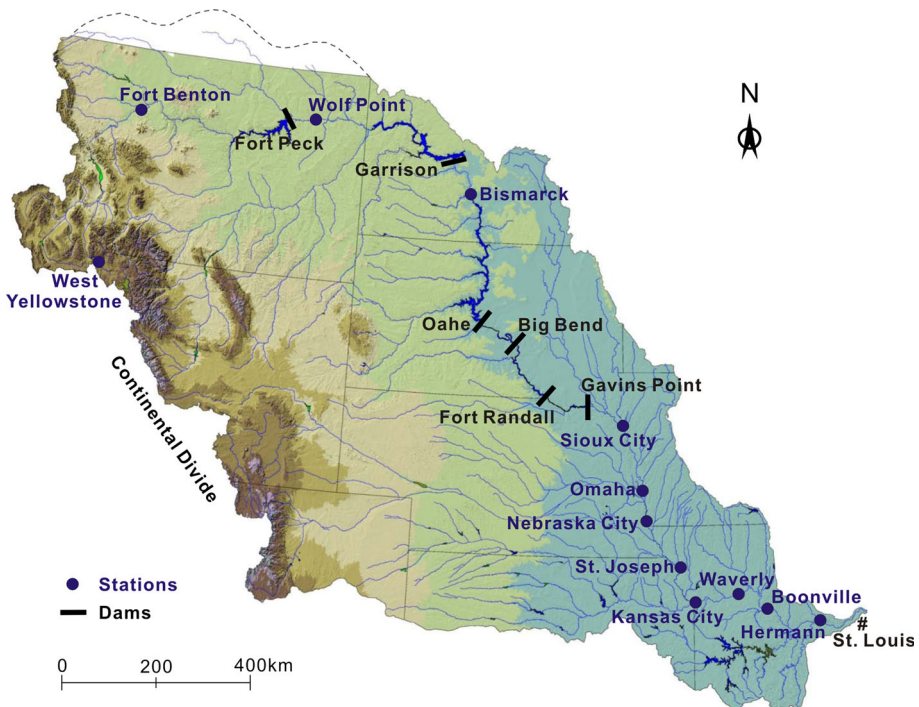 N
Fort Benton
Wolf Point
Fort Peck
Garrison
Bismarck
West
Yellowstone
Oahe
Big Bend
Continental Divide
Gavins Point
Fort Randall
Sioux City
Omaha
Nebraska City
St. Joseph
Waverly
Stations
Boonville
Dams
Kansas City
Hermann
#
St. Louis
0
200
400km